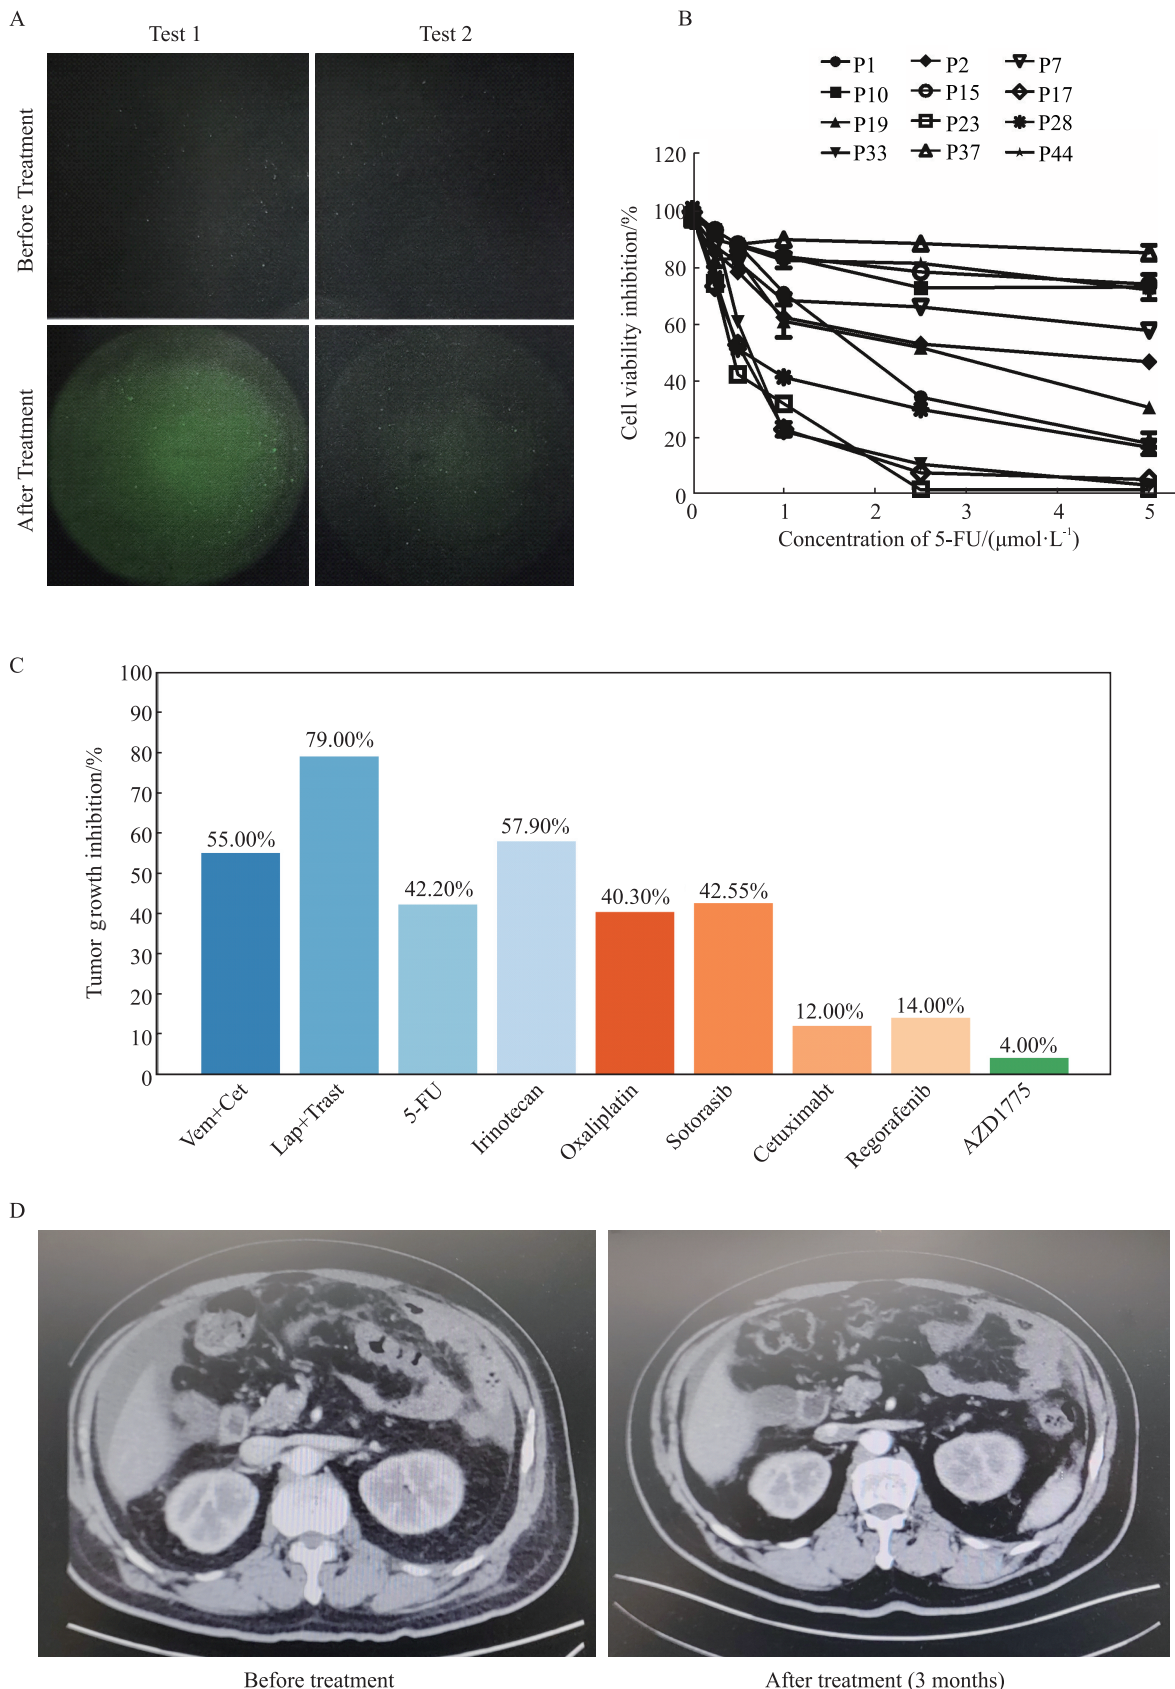 A
Test 1
Test 2
Berfore Treatment
After Treatment
B
P1
P2
P7
P10
P15
P17
P19
P23
P28
P33
P37
P44
Cell viability inhibition/%
120
100
80
60
40
20
0
0
1
2
3
4
5
Concentration of 5-FU/(μmol·L⁻¹)
C
Tumor growth inhibition/%
100
90
80
70
60
50
40
30
20
10
0
55.00%
79.00%
42.20%
57.90%
40.30%
42.55%
12.00%
14.00%
4.00%
Vem+Cet
Lap+Trast
5-FU
Irinotecan
Oxaliplatin
Sotorasib
Cetuximabt
Regorafenib
AZD1775
D
Before treatment
After treatment (3 months)